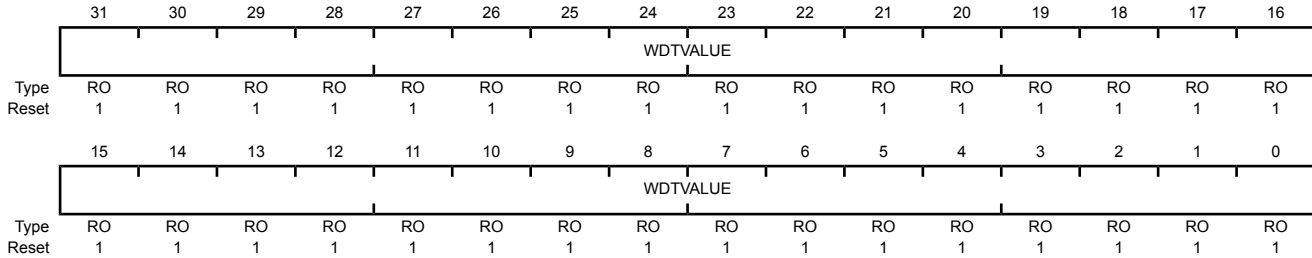 31 30 29 28 27 26 25 24 23 22 21 20 19 18 17 16
WDTVALUE
Type RO RO RO RO RO RO RO RO RO RO RO RO RO RO RO RO
Reset 1 1 1 1 1 1 1 1 1 1 1 1 1 1 1 1
15 14 13 12 11 10 9 8 7 6 5 4 3 2 1 0
WDTVALUE
Type RO RO RO RO RO RO RO RO RO RO RO RO RO RO RO RO
Reset 1 1 1 1 1 1 1 1 1 1 1 1 1 1 1 1